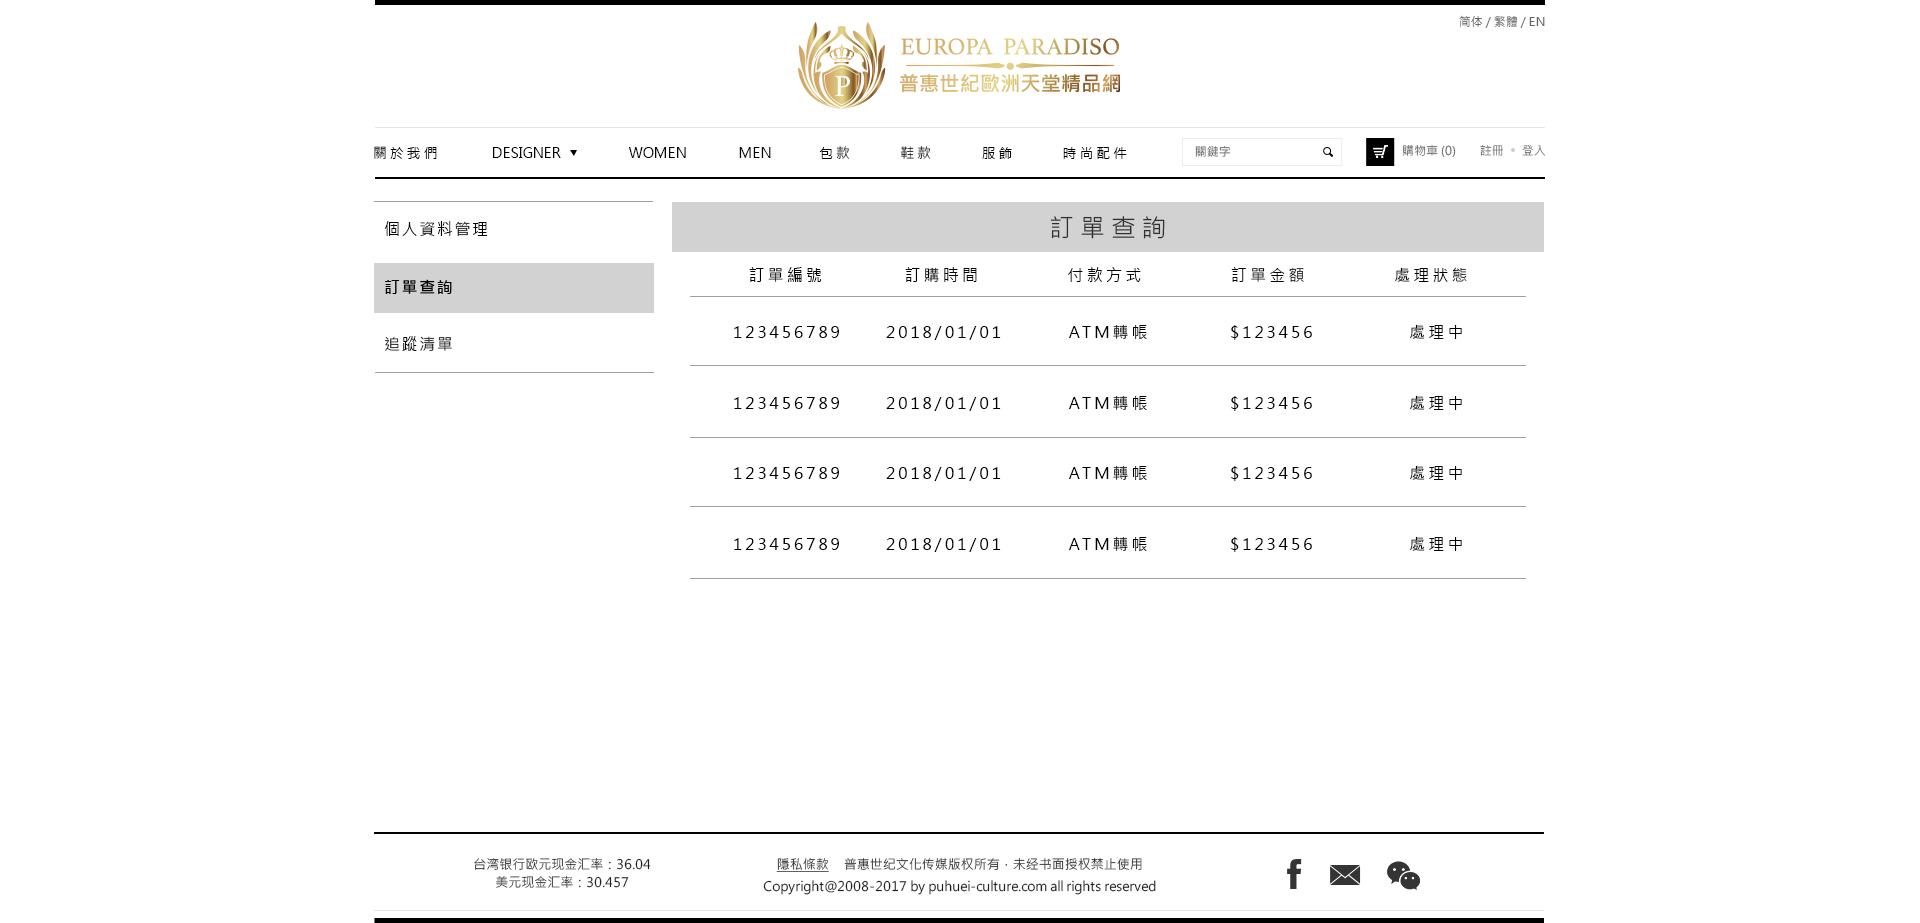 简体 / 繁體 / EN
P
EUROPA PARADISO
普惠世紀歐洲天堂精品網
關於我們 DESIGNER ▼ WOMEN MEN 包款 鞋款 服飾 時尚配件 關鍵字 購物車 (0) 註冊 • 登入
個人資料管理
訂單查詢
追蹤清單
訂單查詢
訂單編號 訂購時間 付款方式 訂單金額 處理狀態
123456789 2018/01/01 ATM轉帳 $123456 處理中
123456789 2018/01/01 ATM轉帳 $123456 處理中
123456789 2018/01/01 ATM轉帳 $123456 處理中
123456789 2018/01/01 ATM轉帳 $123456 處理中
台湾银行欧元现金汇率：36.04
美元现金汇率：30.457
隱私條款 普惠世纪文化传媒版权所有．未经书面授权禁止使用
Copyright@2008-2017 by puhuei-culture.com all rights reserved